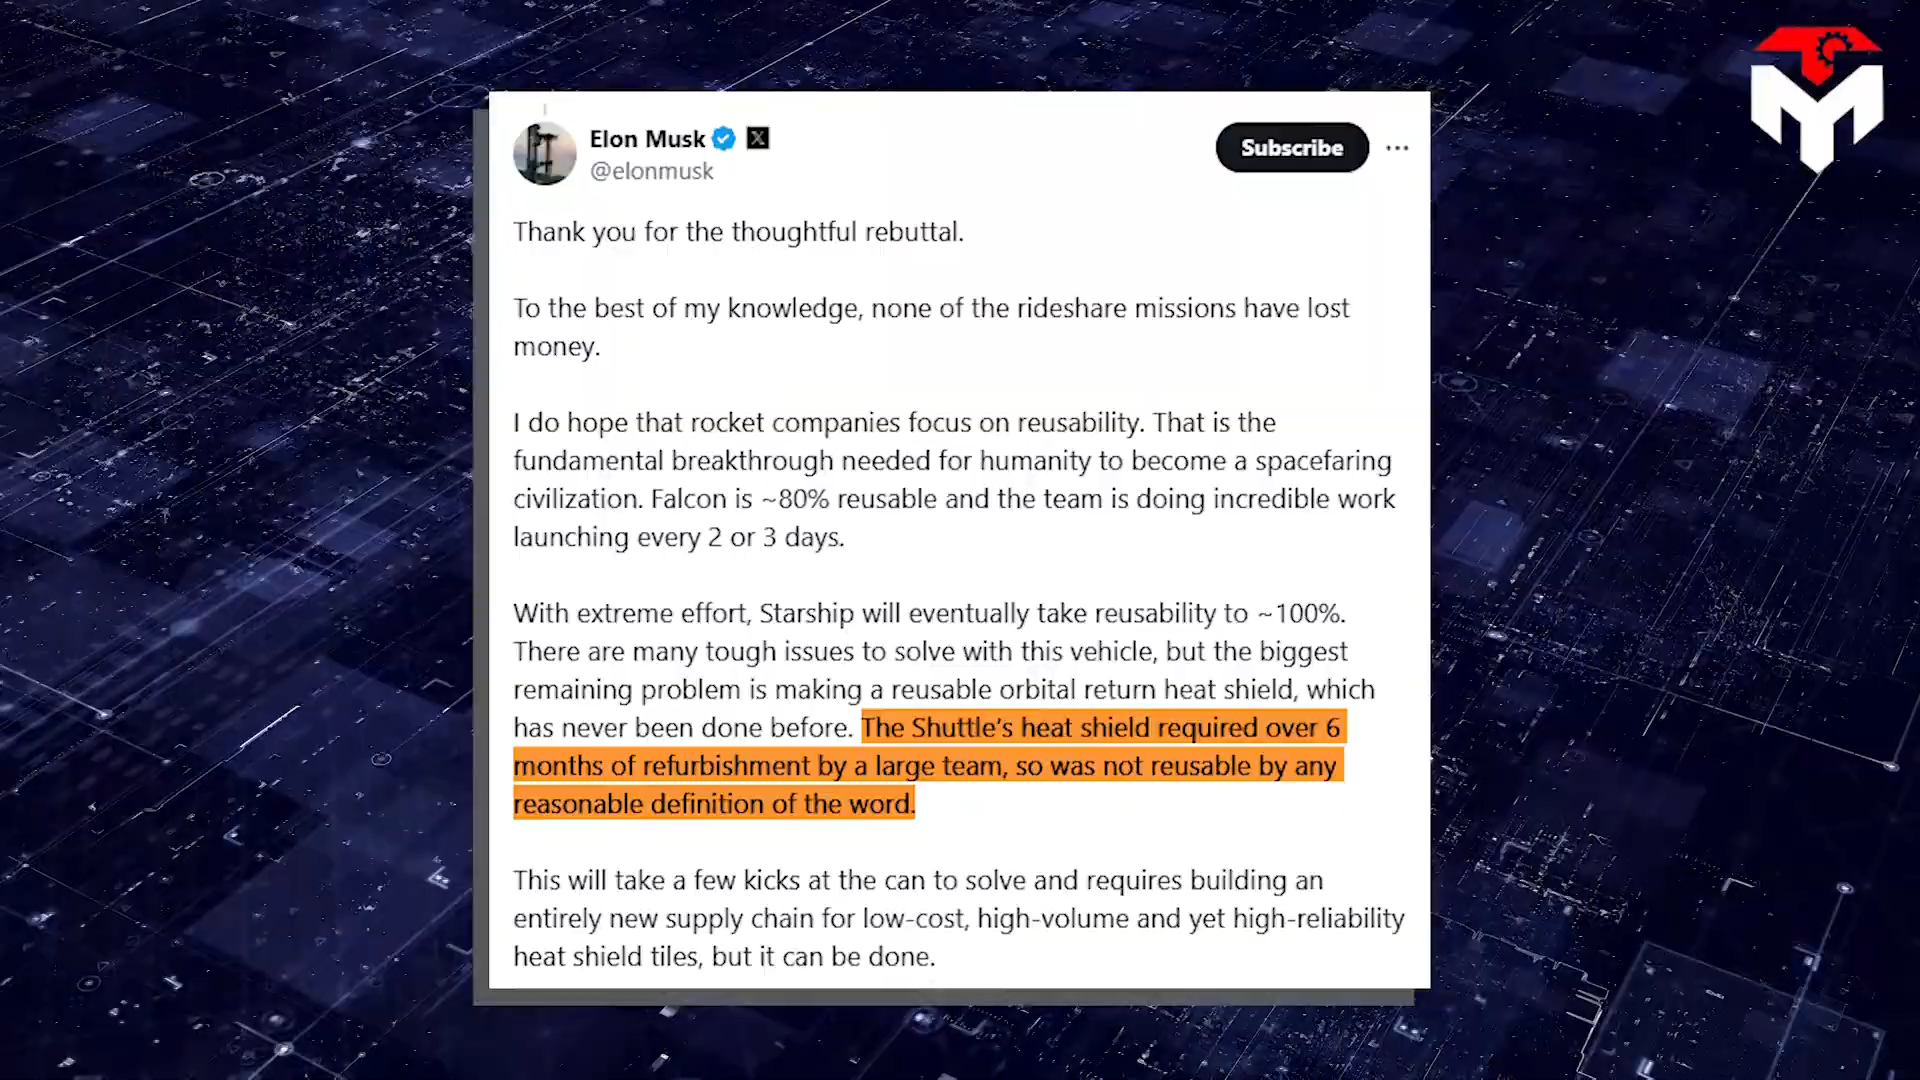 Elon Musk
@elonmusk
Subscribe
Thank you for the thoughtful rebuttal.
To the best of my knowledge, none of the rideshare missions have lost
money.
I do hope that rocket companies focus on reusability. That is the
fundamental breakthrough needed for humanity to become a spacefaring
civilization. Falcon is ~80% reusable and the team is doing incredible work
launching every 2 or 3 days.
With extreme effort, Starship will eventually take reusability to ~100%.
There are many tough issues to solve with this vehicle, but the biggest
remaining problem is making a reusable orbital return heat shield, which
has never been done before. The Shuttle’s heat shield required over 6
months of refurbishment by a large team, so was not reusable by any
reasonable definition of the word.
This will take a few kicks at the can to solve and requires building an
entirely new supply chain for low-cost, high-volume and yet high-reliability
heat shield tiles, but it can be done.